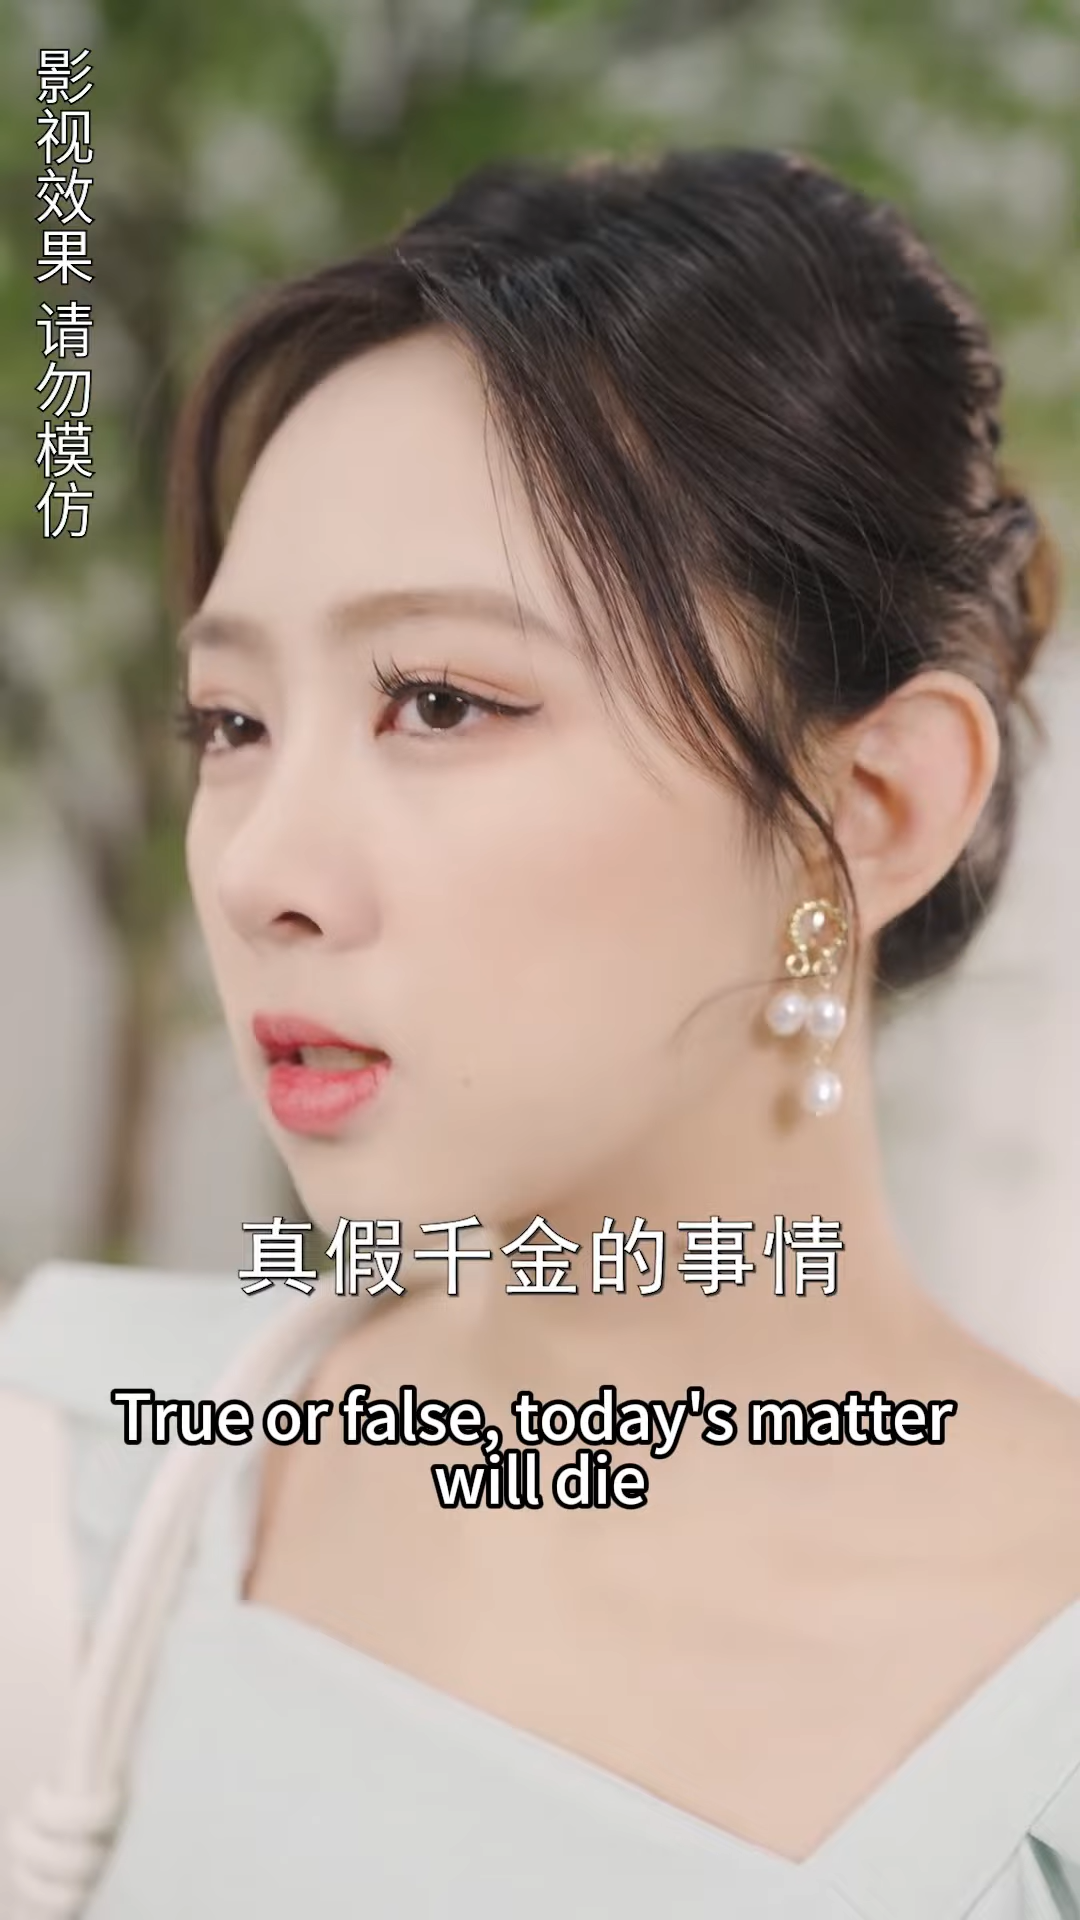 影视效果 请勿模仿
真假千金的事情
True or false, today's matter
will die